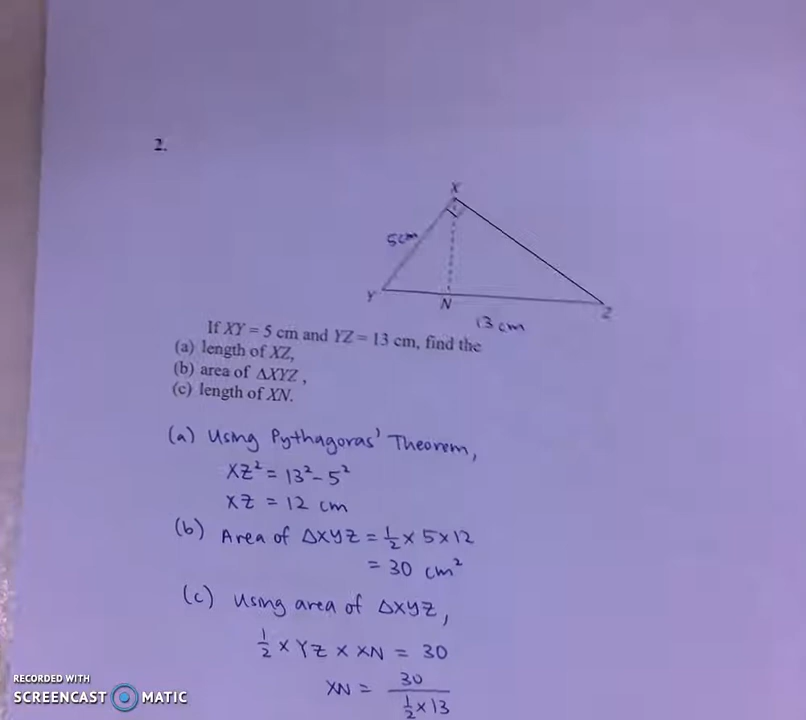 2.
X
5cm
Y
N
Z
13 cm
If XY = 5 cm and YZ = 13 cm, find the
(a) length of XZ,
(b) area of ΔXYZ,
(c) length of XN.
(a) Using Pythagoras' Theorem,
XZ² = 13² - 5²
XZ = 12 cm
(b) Area of ΔXYZ = 1/2 × 5 × 12
= 30 cm²
(c) Using area of ΔXYZ,
1/2 × YZ × XN = 30
XN = 30 / (1/2 × 13)
RECORDED WITH
SCREENCAST MATIC